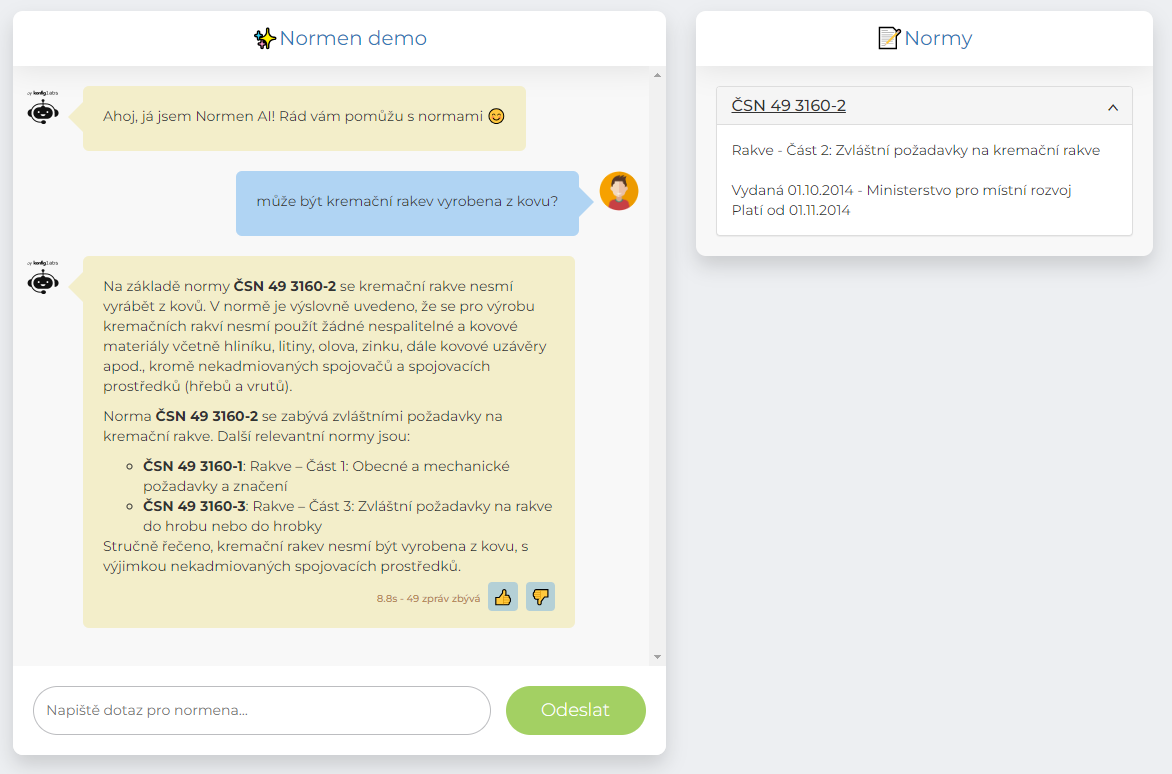 Normen demo
by konfig labs
Ahoj, já jsem Normen AI! Rád vám pomůžu s normami
může být kremační rakev vyrobena z kovu?
by konfig labs
Na základě normy ČSN 49 3160-2 se kremační rakve nesmí
vyrábět z kovů. V normě je výslovně uvedeno, že se pro výrobu
kremačních rakví nesmí použít žádné nespalitelné a kovové
materiály včetně hliníku, litiny, olova, zinku, dále kovové uzávěry
apod., kromě nekadmiovaných spojovačů a spojovacích
prostředků (hřebů a vrutů).
Norma ČSN 49 3160-2 se zabývá zvláštními požadavky na
kremační rakve. Další relevantní normy jsou:
ČSN 49 3160-1: Rakve – Část 1: Obecné a mechanické
požadavky a značení
ČSN 49 3160-3: Rakve – Část 3: Zvláštní požadavky na rakve
do hrobu nebo do hrobky
Stručně řečeno, kremační rakev nesmí být vyrobena z kovu, s
výjimkou nekadmiovaných spojovacích prostředků.
8.8s - 49 zpráv zbývá
Napiště dotaz pro normena...
Odeslat
Normy
ČSN 49 3160-2
Rakve - Část 2: Zvláštní požadavky na kremační rakve
Vydaná 01.10.2014 - Ministerstvo pro místní rozvoj
Platí od 01.11.2014